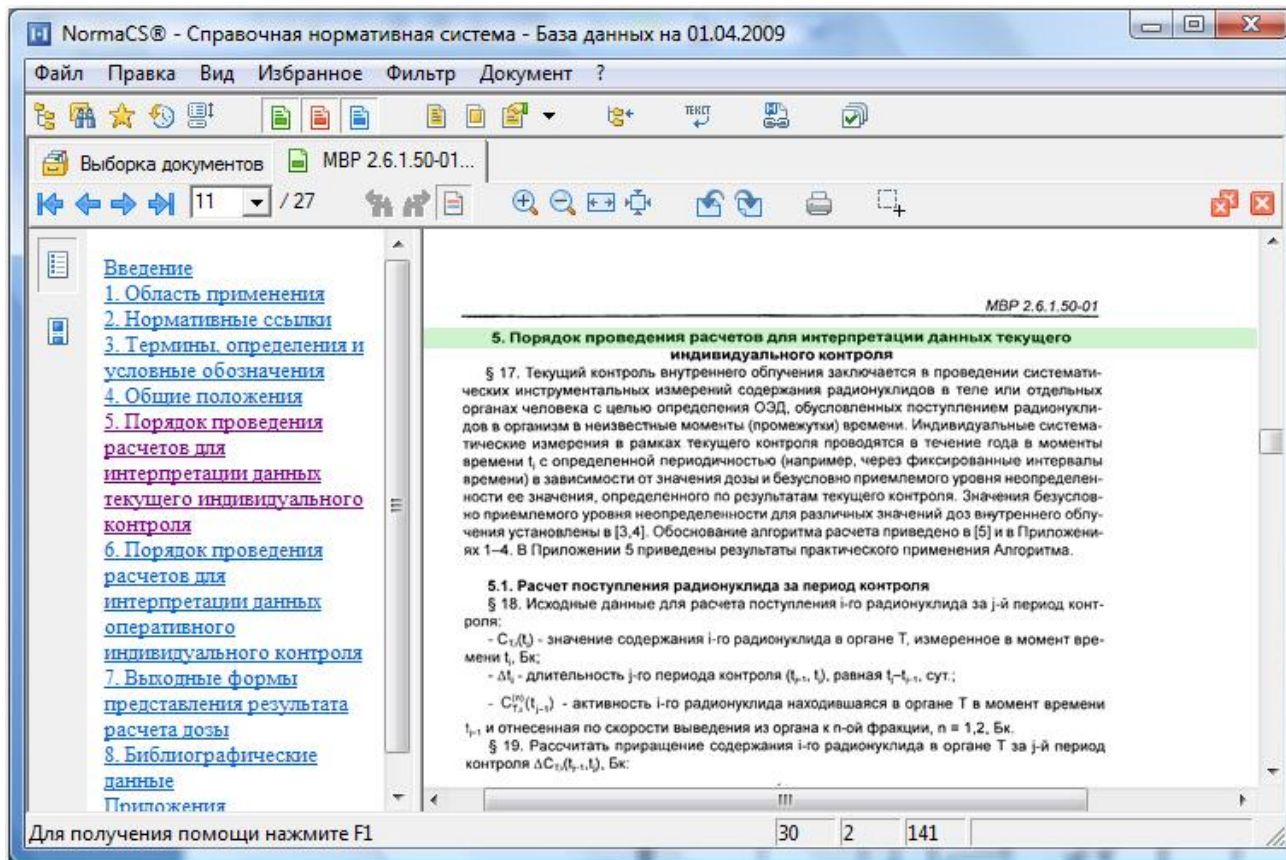 NormaCS® - Справочная нормативная система - База данных на 01.04.2009
Файл Правка Вид Избранное Фильтр Документ ?
ТЕКСТ
Выборка документов МВР 2.6.1.50-01...
11 / 27
Введение
1. Область применения
2. Нормативные ссылки
3. Термины, определения и
условные обозначения
4. Общие положения
5. Порядок проведения
расчетов для
интерпретации данных
текущего индивидуального
контроля
6. Порядок проведения
расчетов для
интерпретации данных
оперативного
индивидуального контроля
7. Выходные формы
представления результата
расчета дозы
8. Библиографические
данные
Приложения
МВР 2.6.1.50-01
5. Порядок проведения расчетов для интерпретации данных текущего
индивидуального контроля
§ 17. Текущий контроль внутреннего облучения заключается в проведении системати-
ческих инструментальных измерений содержания радионуклидов в теле или отдельных
органах человека с целью определения ОЭД, обусловленных поступлением радионукли-
дов в организм в неизвестные моменты (промежутки) времени. Индивидуальные система-
тические измерения в рамках текущего контроля проводятся в течение года в моменты
времени tj с определенной периодичностью (например, через фиксированные интервалы
времени) в зависимости от значения дозы и безусловно приемлемого уровня неопределен-
ности ее значения, определенного по результатам текущего контроля. Значения безуслов-
но приемлемого уровня неопределенности для различных значений доз внутреннего облу-
чения установлены в [3,4]. Обоснование алгоритма расчета приведено в [5] и в Приложени-
ях 1–4. В Приложении 5 приведены результаты практического применения Алгоритма.
5.1. Расчет поступления радионуклида за период контроля
§ 18. Исходные данные для расчета поступления i-го радионуклида за j-й период конт-
роля:
- CT,i(tj) - значение содержания i-го радионуклида в органе T, измеренное в момент вре-
мени tj, Бк;
- Δtj - длительность j-го периода контроля (tj-1, tj), равная tj–tj-1, сут.;
- CT,i(n)(tj-1) - активность i-го радионуклида находившаяся в органе T в момент времени
tj-1 и отнесенная по скорости выведения из органа к n-ой фракции, n = 1,2, Бк.
§ 19. Рассчитать приращение содержания i-го радионуклида в органе T за j-й период
контроля ΔCT,i(tj-1,tj), Бк:
Для получения помощи нажмите F1 30 2 141